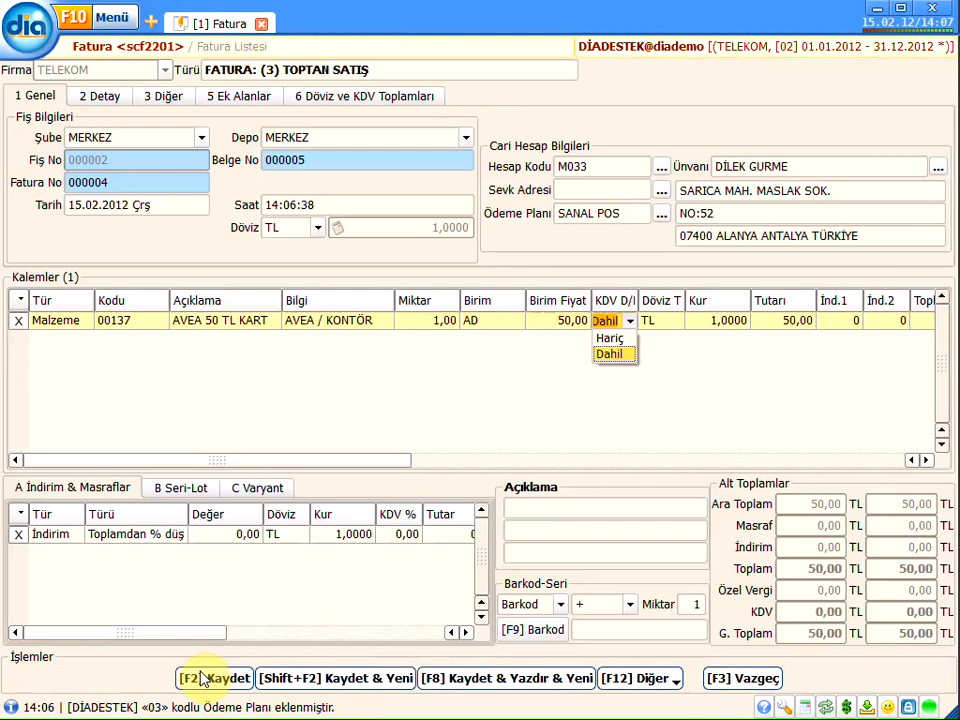 dia F10 Menü [1] Fatura
15.02.12/14:07
Fatura <scf2201> / Fatura Listesi DİADESTEK@diademo [(TELEKOM, [02] 01.01.2012 - 31.12.2012 *)]
Firma TELEKOM Türü FATURA: (3) TOPTAN SATIŞ
1 Genel 2 Detay 3 Diğer 5 Ek Alanlar 6 Döviz ve KDV Toplamları
Fiş Bilgileri
Şube MERKEZ Depo MERKEZ
Fiş No 000002 Belge No 000005
Fatura No 000004
Tarih 15.02.2012 Çrş Saat 14:06:38
Döviz TL 1,0000
Cari Hesap Bilgileri
Hesap Kodu M033 ... Ünvanı DİLEK GURME ...
Sevk Adresi ... SARICA MAH. MASLAK SOK.
Ödeme Planı SANAL POS ... NO:52
07400 ALANYA ANTALYA TÜRKİYE
Kalemler (1)
Tür Kodu Açıklama Bilgi Miktar Birim Birim Fiyat KDV D/I Döviz T Kur Tutarı İnd.1 İnd.2 Topl
X Malzeme 00137 AVEA 50 TL KART AVEA / KONTÖR 1,00 AD 50,00 Dahil TL 1,0000 50,00 0 0
Hariç
Dahil
A İndirim & Masraflar B Seri-Lot C Varyant
Tür Türü Değer Döviz Kur KDV % Tutar
X İndirim Toplamdan % düş 0,00 TL 1,0000 0,00 0
Açıklama
Barkod-Seri
Barkod + Miktar 1
[F9] Barkod
Alt Toplamlar
Ara Toplam 50,00 TL 50,00 TL
Masraf 0,00 TL 0,00 TL
İndirim 0,00 TL 0,00 TL
Toplam 50,00 TL 50,00 TL
Özel Vergi 0,00 TL 0,00 TL
KDV 0,00 TL 0,00 TL
G. Toplam 50,00 TL 50,00 TL
İşlemler
[F2] Kaydet [Shift+F2] Kaydet & Yeni [F8] Kaydet & Yazdır & Yeni [F12] Diğer [F3] Vazgeç
14:06 | [DİADESTEK] «03» kodlu Ödeme Planı eklenmiştir.